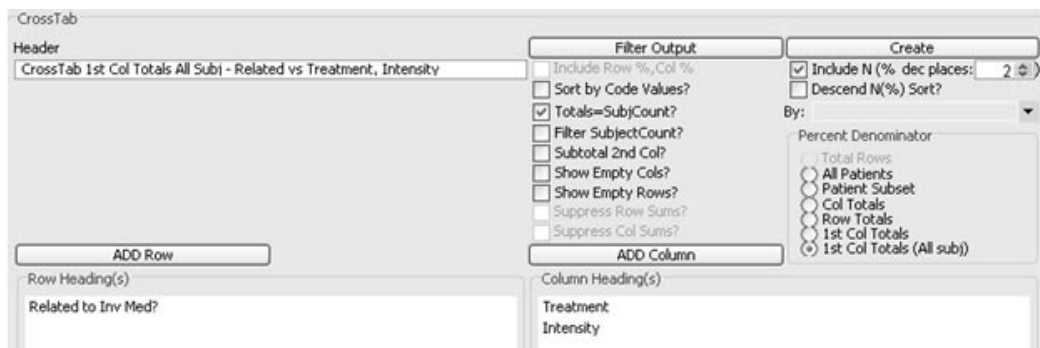 CrossTab
Header
CrossTab 1st Col Totals All Subj - Related vs Treatment, Intensity
ADD Row
Filter Output
Include Row %,Col %
Sort by Code Values?
Totals=SubjCount?
Filter SubjectCount?
Subtotal 2nd Col?
Show Empty Cols?
Show Empty Rows?
Suppress Row Sums?
Suppress Col Sums?
ADD Column
Create
Include N (% dec places: 2 )
Descend N(%) Sort?
By:
Percent Denominator
Total Rows
All Patients
Patient Subset
Col Totals
Row Totals
1st Col Totals
1st Col Totals (All subj)
Row Heading(s)
Related to Inv Med?
Column Heading(s)
Treatment
Intensity